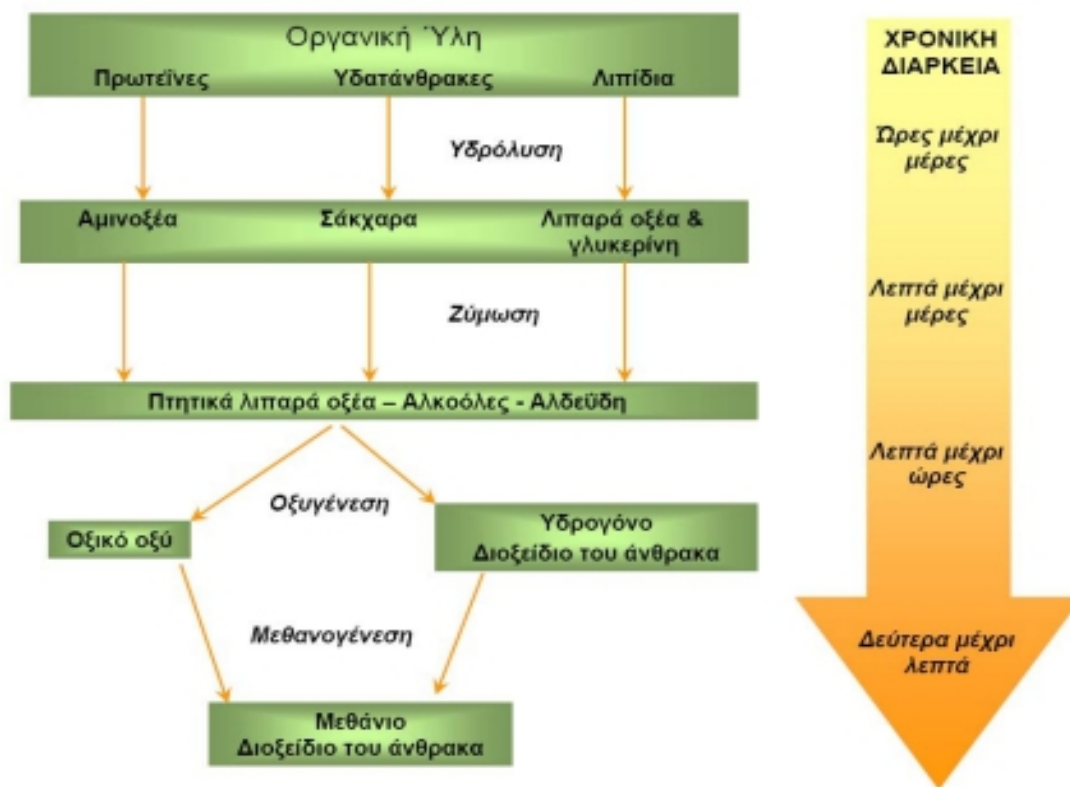 Οργανική Ύλη
Πρωτεΐνες Υδατάνθρακες Λιπίδια
Υδρόλυση
Αμινοξέα Σάκχαρα Λιπαρά οξέα &
γλυκερίνη
Ζύμωση
Πτητικά λιπαρά οξέα – Αλκοόλες - Αλδεΰδη
Οξυγένεση
Οξικό οξύ
Υδρογόνο
Διοξείδιο του άνθρακα
Μεθανογένεση
Μεθάνιο
Διοξείδιο του άνθρακα
ΧΡΟΝΙΚΗ
ΔΙΑΡΚΕΙΑ
Ώρες μέχρι
μέρες
Λεπτά μέχρι
μέρες
Λεπτά μέχρι
ώρες
Δεύτερα μέχρι
λεπτά